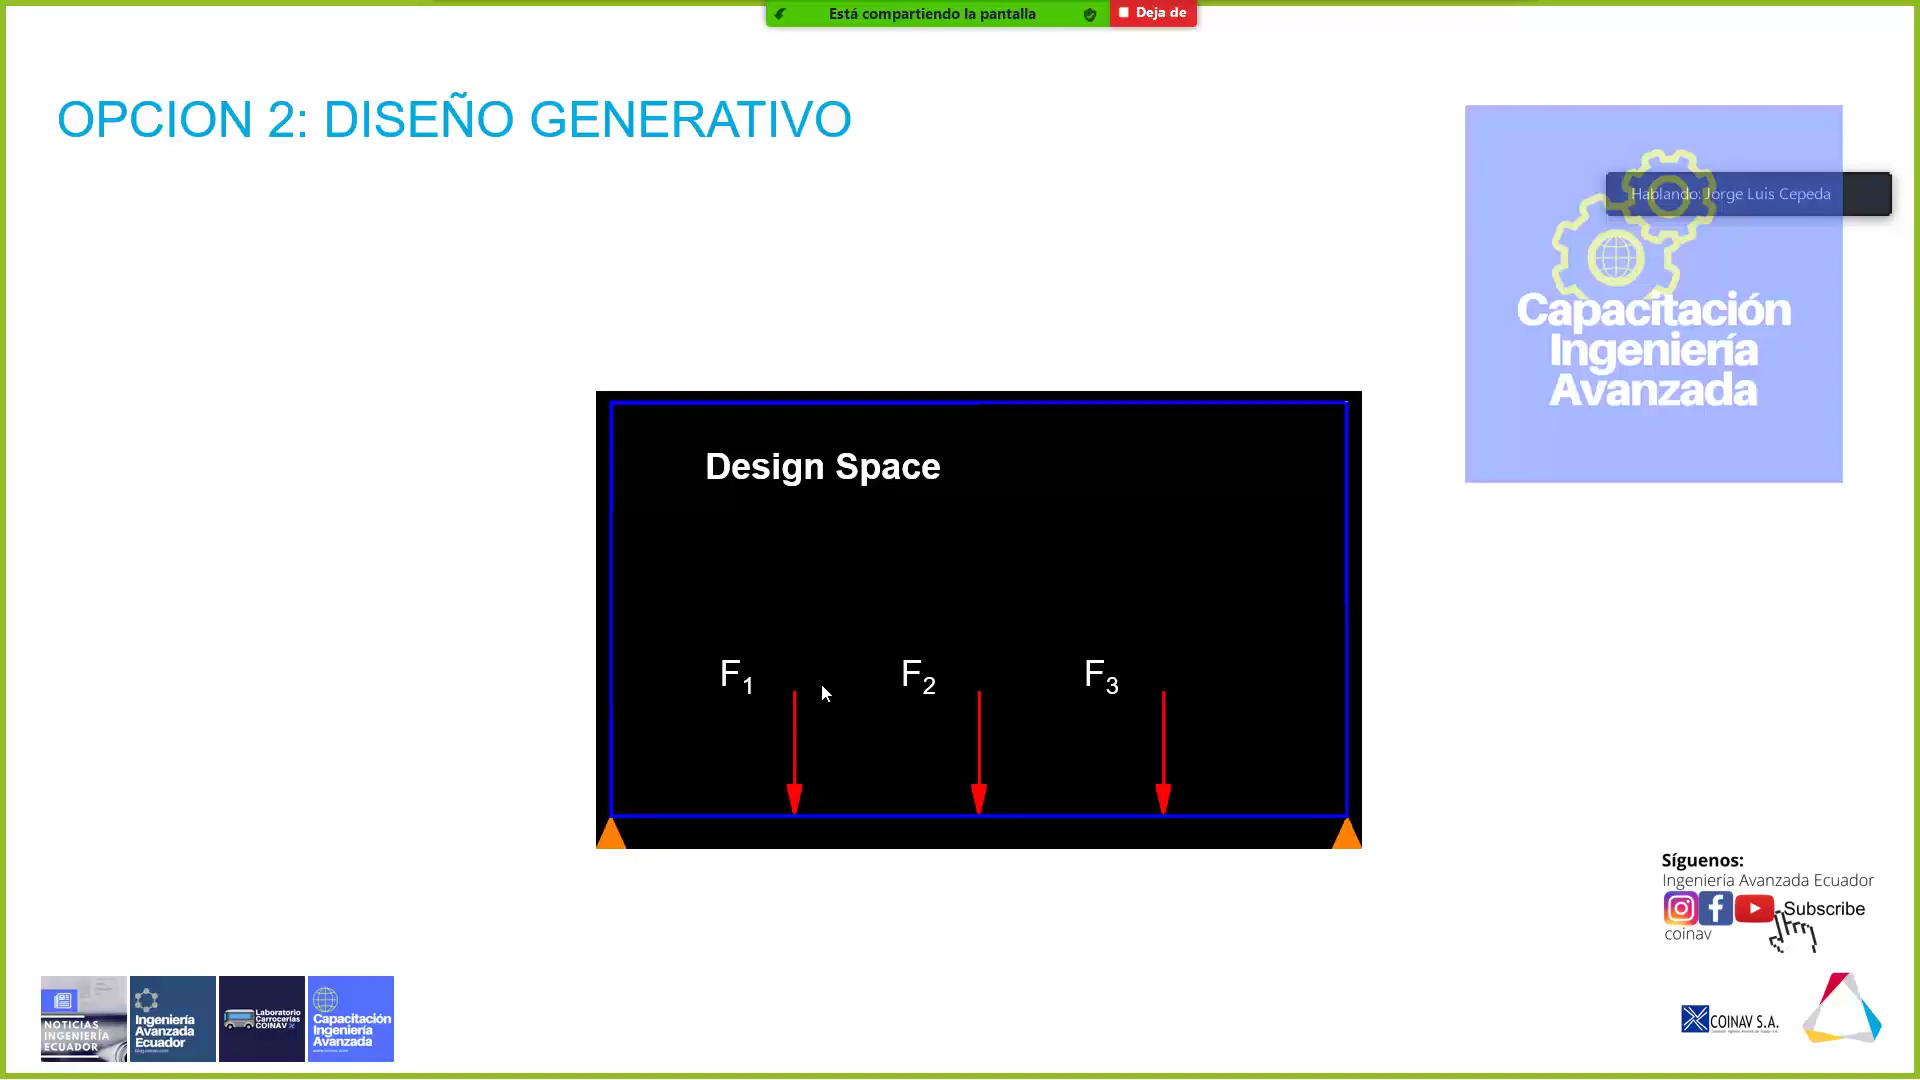 Está compartiendo la pantalla
Deja de
OPCION 2: DISEÑO GENERATIVO
Hablando: Jorge Luis Cepeda
Capacitación
Ingeniería
Avanzada
Design Space
F1
F2
F3
Síguenos:
Ingenieria Avanzada Ecuador
Subscribe
coinav
NOTICIAS
INGENIERÍA
ECUADOR
Ingeniería
Avanzada
Ecuador
Laboratorio
Carrocerías
COINAV
Capacitación
Ingeniería
Avanzada
COINAV S.A.